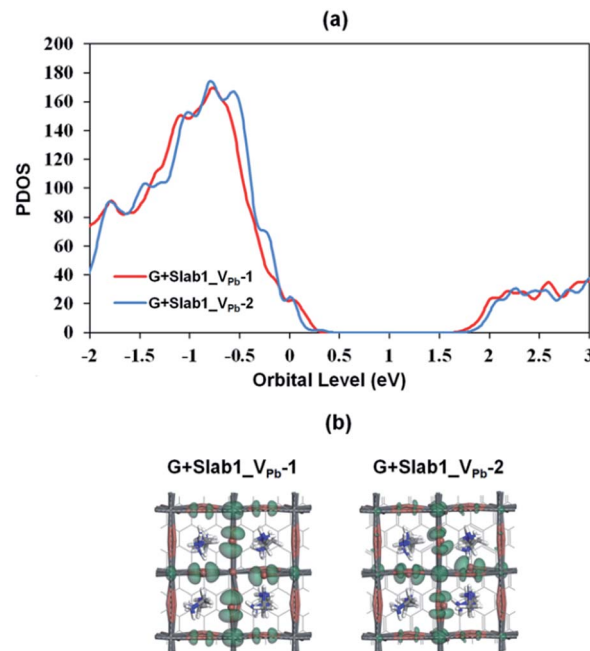 (a)
200
180
160
140
120
100
80
60
40
20
0
PDOS
G+Slab1_VPb-1
G+Slab1_VPb-2
-2 -1.5 -1 -0.5 0 0.5 1 1.5 2 2.5 3
Orbital Level (eV)
(b)
G+Slab1_VPb-1 G+Slab1_VPb-2